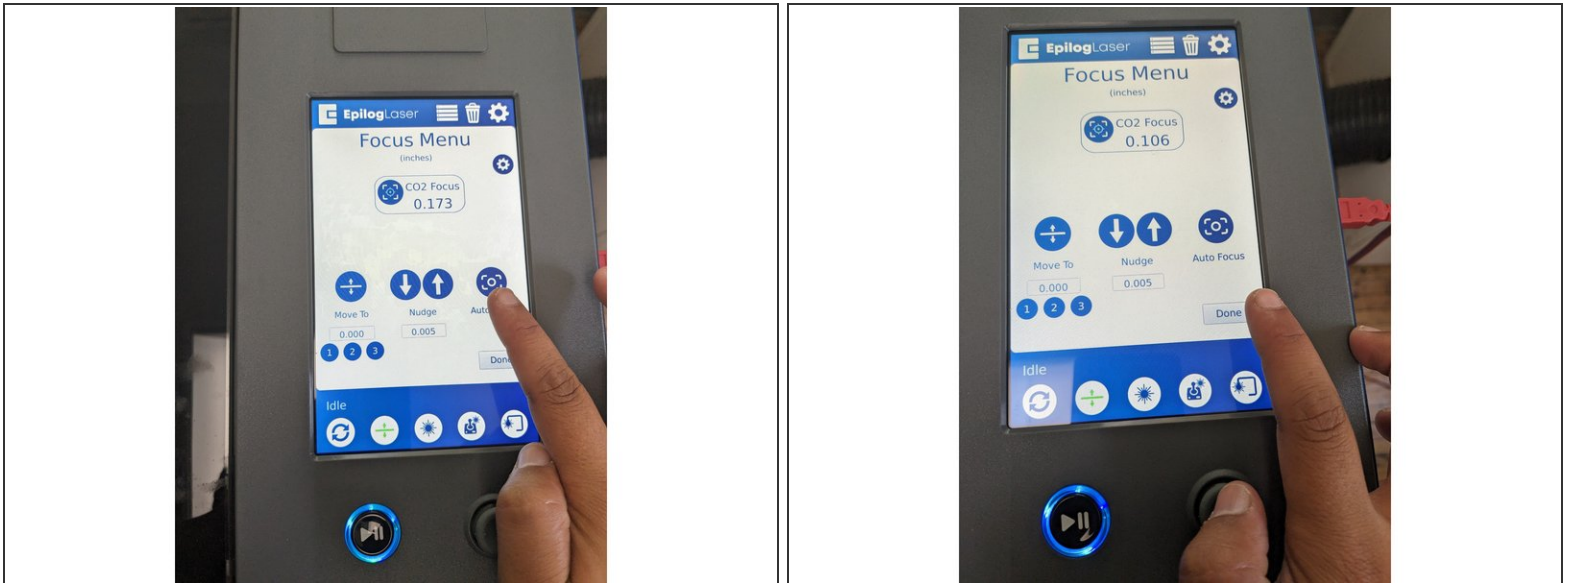 EpilogLaser
Focus Menu
(inches)
CO2 Focus
0.173
Move To
Nudge
0.000
0.005
1 2 3
Idle
EpilogLaser
Focus Menu
(inches)
CO2 Focus
0.106
Move To
Nudge
Auto Focus
0.000
0.005
1 2 3
Done
Idle